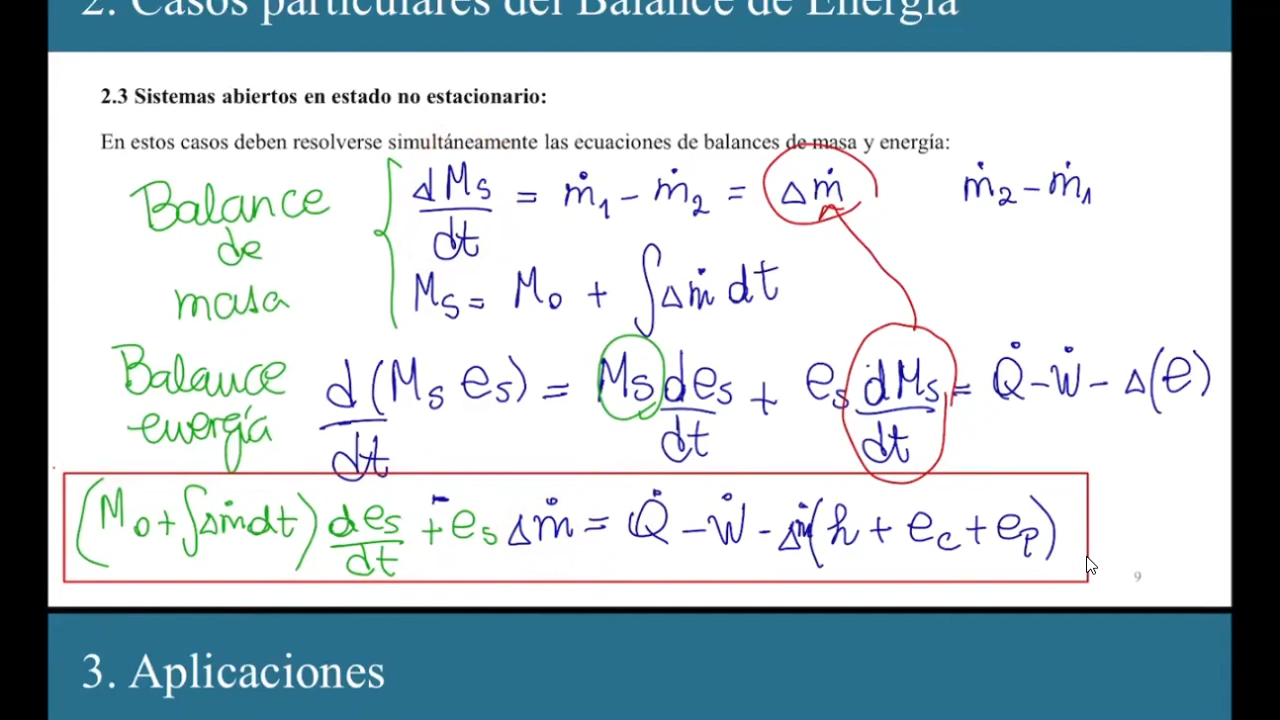 2. Casos particulares del Balance de Energía
2.3 Sistemas abiertos en estado no estacionario:
En estos casos deben resolverse simultáneamente las ecuaciones de balances de masa y energía:
Balance de masa
dMs/dt = ṁ1 - ṁ2 = Δṁ ṁ2 - ṁ1
Ms = M0 + ∫Δṁ dt
Balance energía
d(Ms es)/dt = Ms des/dt + es dMs/dt = Q̇ - Ẇ - Δ(e)
(M0 + ∫Δṁdt) des/dt + es Δṁ = Q̇ - Ẇ - Δṁ(h + ec + ep)
9
3. Aplicaciones